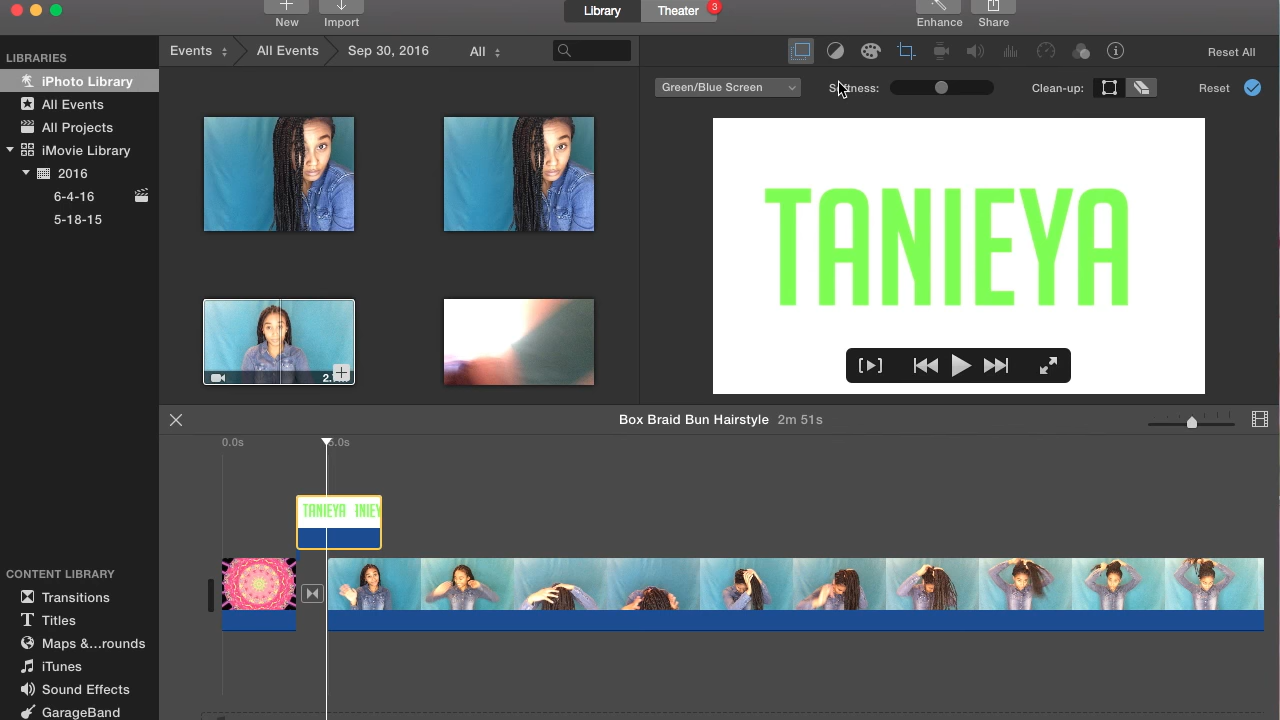 Library
Theater
3
New
Import
Enhance
Share
LIBRARIES
iPhoto Library
All Events
All Projects
iMovie Library
2016
6-4-16
5-18-15
Events
All Events
Sep 30, 2016
All
Reset All
Green/Blue Screen
Clean-up:
Reset
TANIEYA
Box Braid Bun Hairstyle 2m 51s
0.0s
TANIEYA
CONTENT LIBRARY
Transitions
Titles
Maps &...rounds
iTunes
Sound Effects
GarageBand